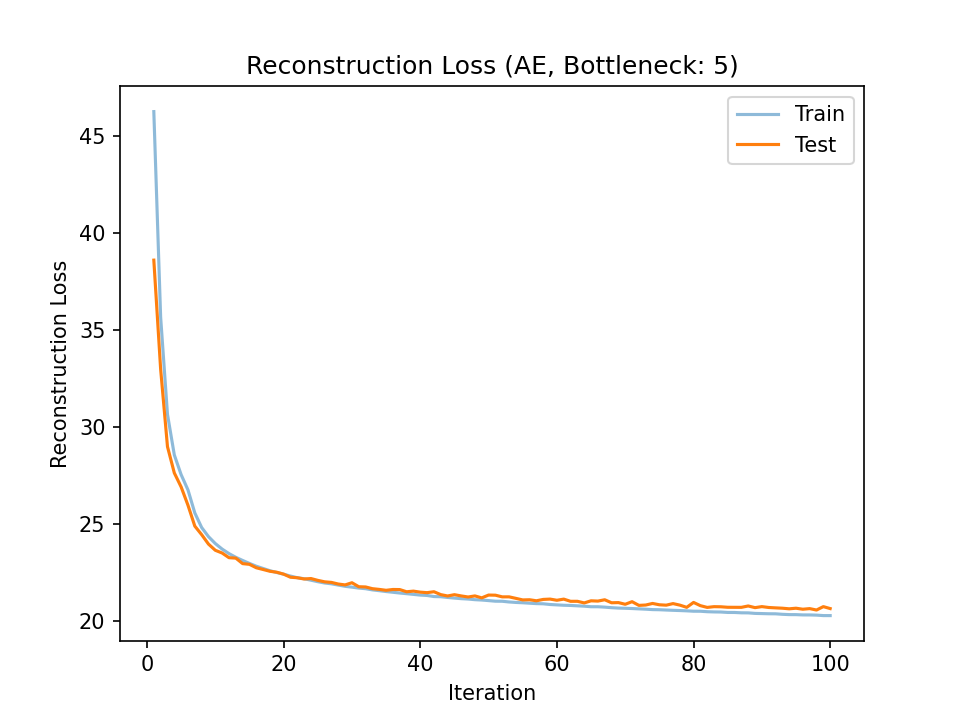 Reconstruction Loss (AE, Bottleneck: 5)
Train
Test
45
40
35
30
25
20
Reconstruction Loss
0 20 40 60 80 100
Iteration